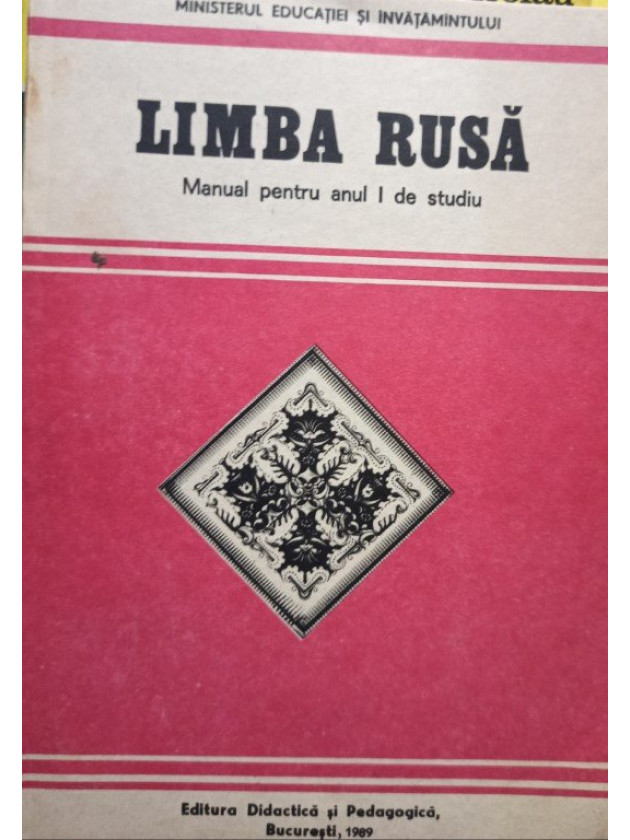 MINISTERUL EDUCAȚIEI ȘI ÎNVĂȚĂMÎNTULUI
LIMBA RUSĂ
Manual pentru anul I de studiu
Editura Didactică și Pedagogică,
București, 1989